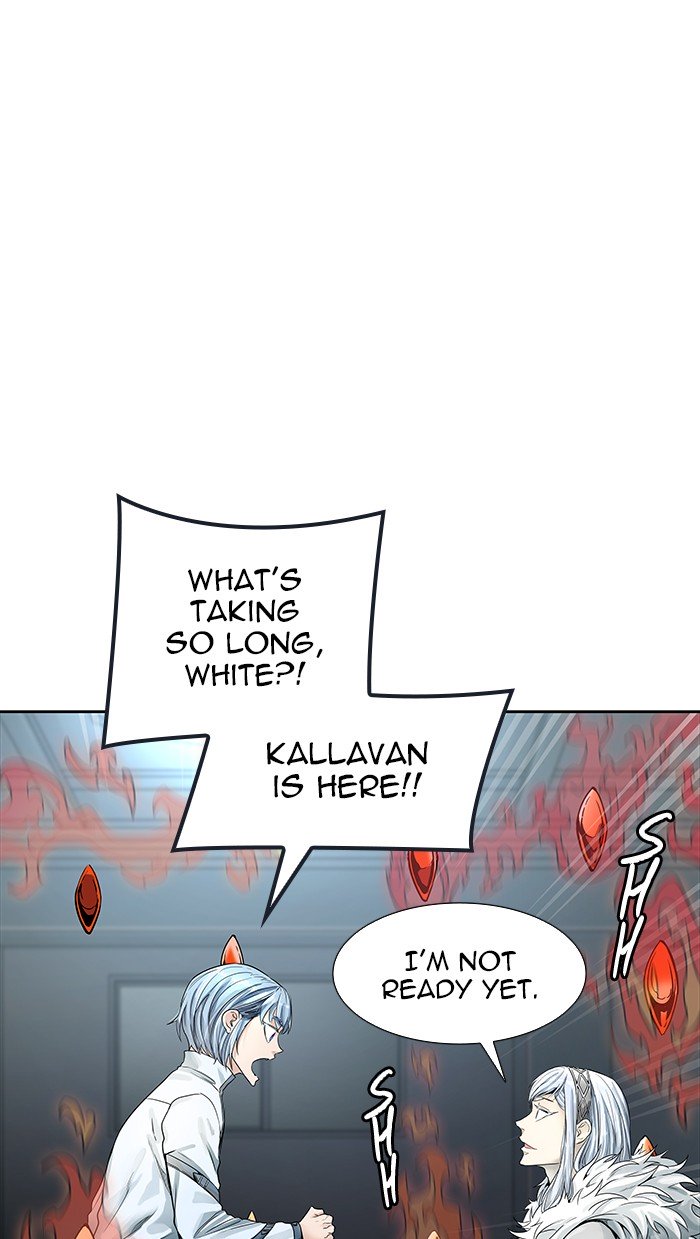 WHAT'S
TAKING
SO LONG,
WHITE?!
KALLAVAN
IS HERE!!
SHH
I'M NOT
READY YET.
SHH